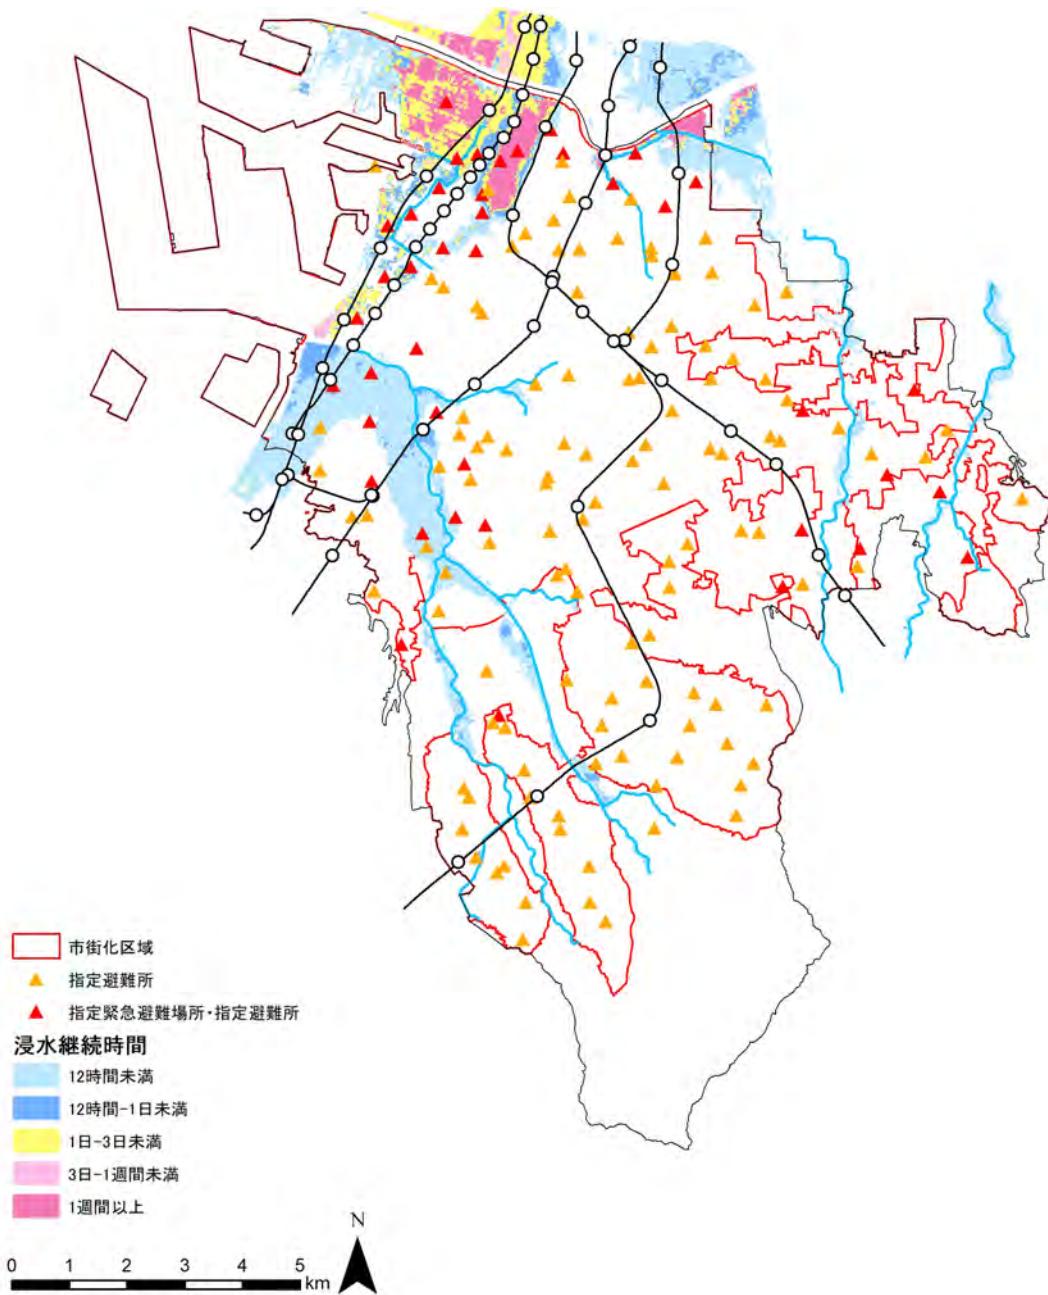 市街化区域
指定避難所
指定緊急避難場所・指定避難所
浸水継続時間
12時間未満
12時間-1日未満
1日-3日未満
3日-1週間未満
1週間以上
N
0 1 2 3 4 5
km